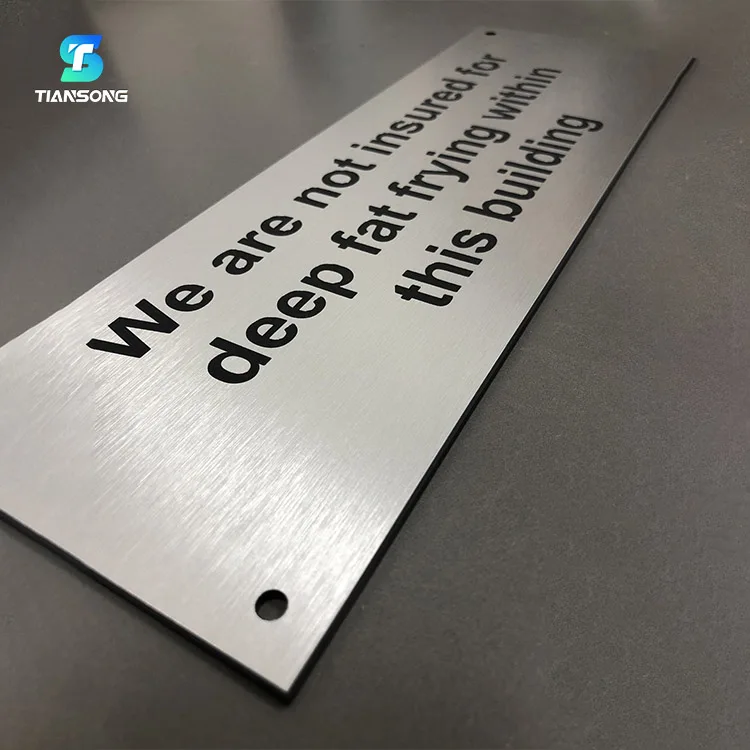 TIANSONG
We are not insured for
deep fat frying within
this building